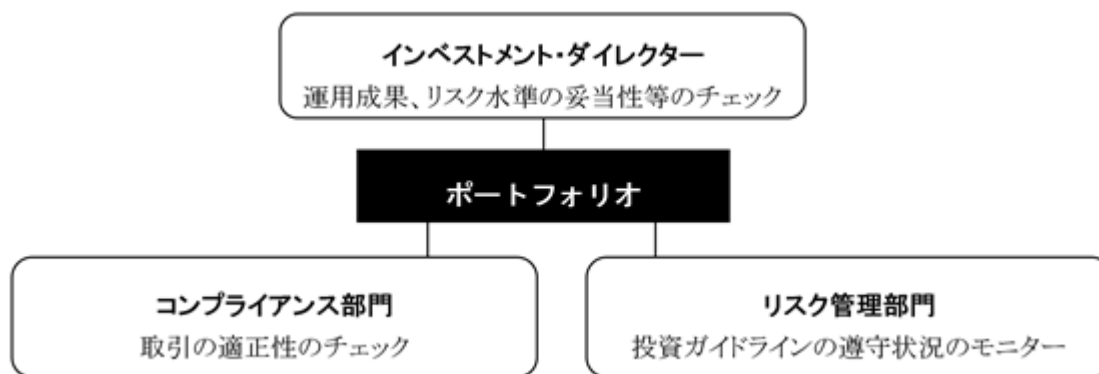 インベストメント・ダイレクター
運用成果、リスク水準の妥当性等のチェック
ポートフォリオ
コンプライアンス部門
取引の適正性のチェック
リスク管理部門
投資ガイドラインの遵守状況のモニター